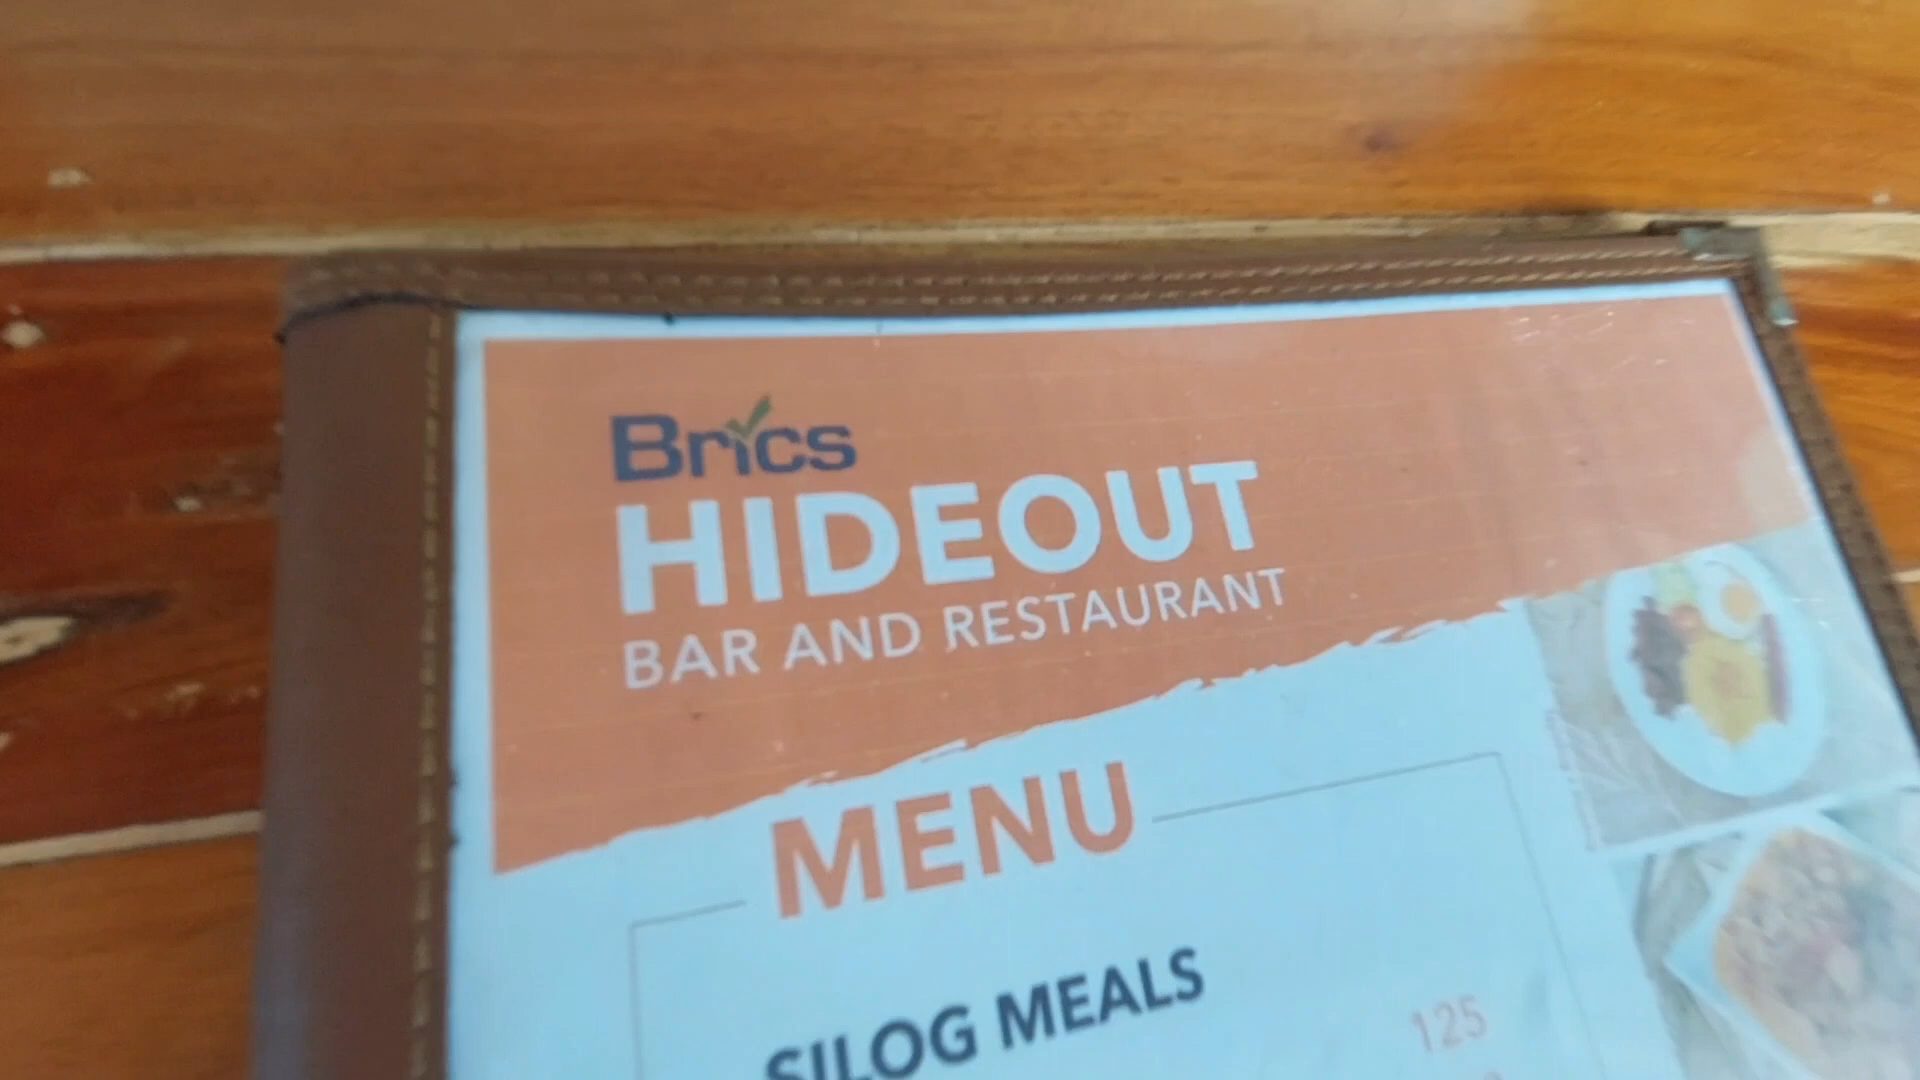 Brics
HIDEOUT
BAR AND RESTAURANT
MENU
SILOG MEALS
125